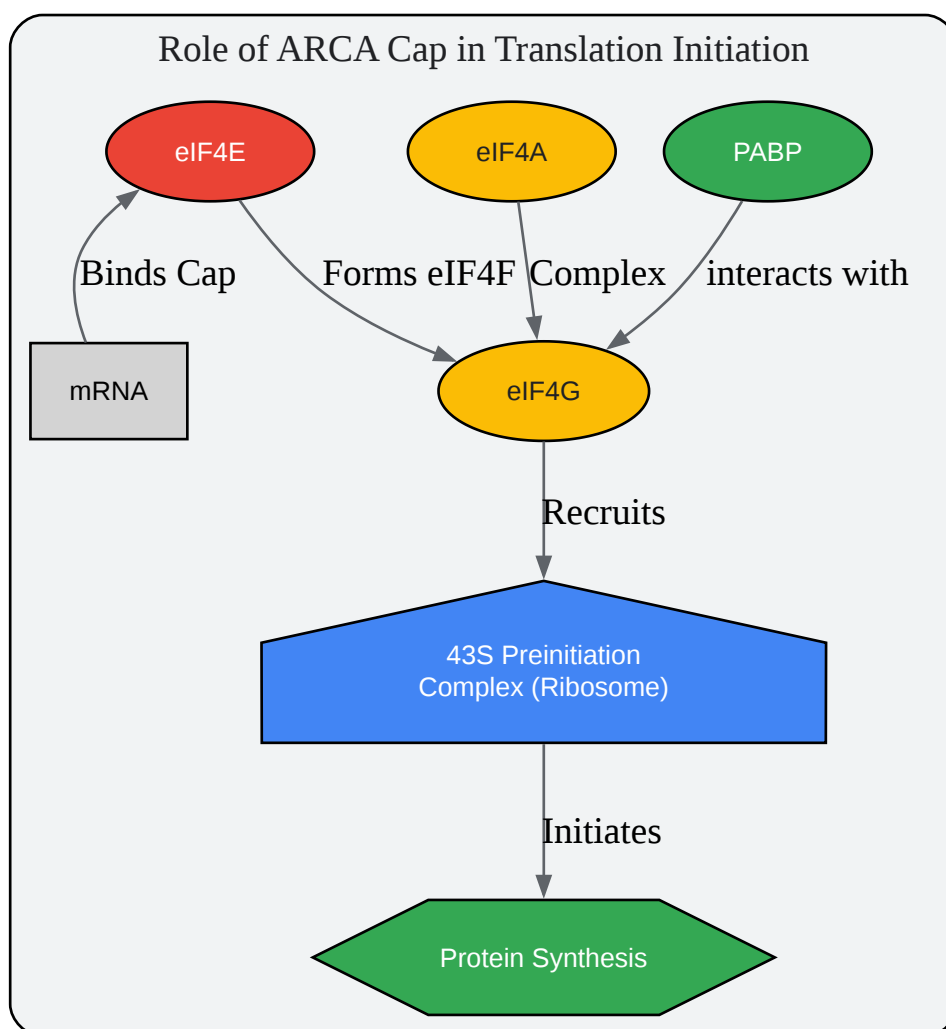 Role of ARCA Cap in Translation Initiation
eIF4E
eIF4A
PABP
Binds Cap
Forms eIF4F
Complex
interacts with
mRNA
eIF4G
Recruits
43S Preinitiation
Complex (Ribosome)
Initiates
Protein Synthesis